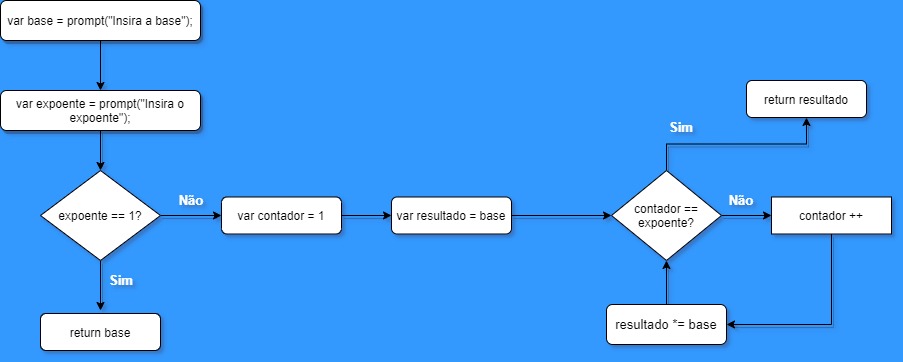 var base = prompt("Insira a base");
var expoente = prompt("Insira o
expoente");
expoente == 1?
Não
Sim
return base
var contador = 1
var resultado = base
contador ==
expoente?
Sim
return resultado
Não
contador ++
resultado *= base